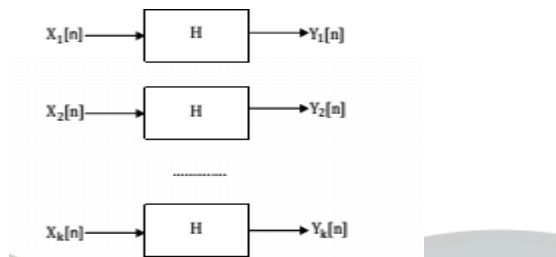 X₁[n] H Y₁[n]
X₂[n] H Y₂[n]
Xₖ[n] H Yₖ[n]